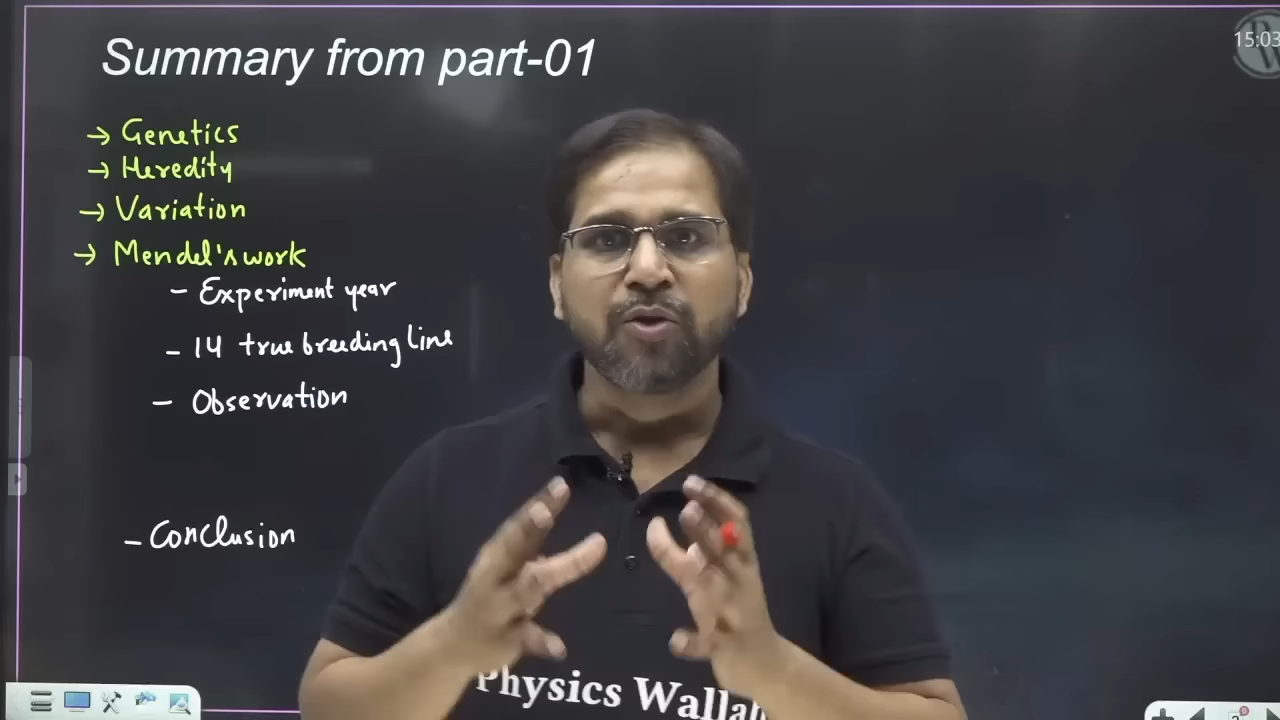 Summary from part-01
15:03
→ Genetics
→ Heredity
→ Variation
→ Mendel's work
- Experiment year
- 14 true breeding line
- Observation
- Conclusion
Physics Wallah